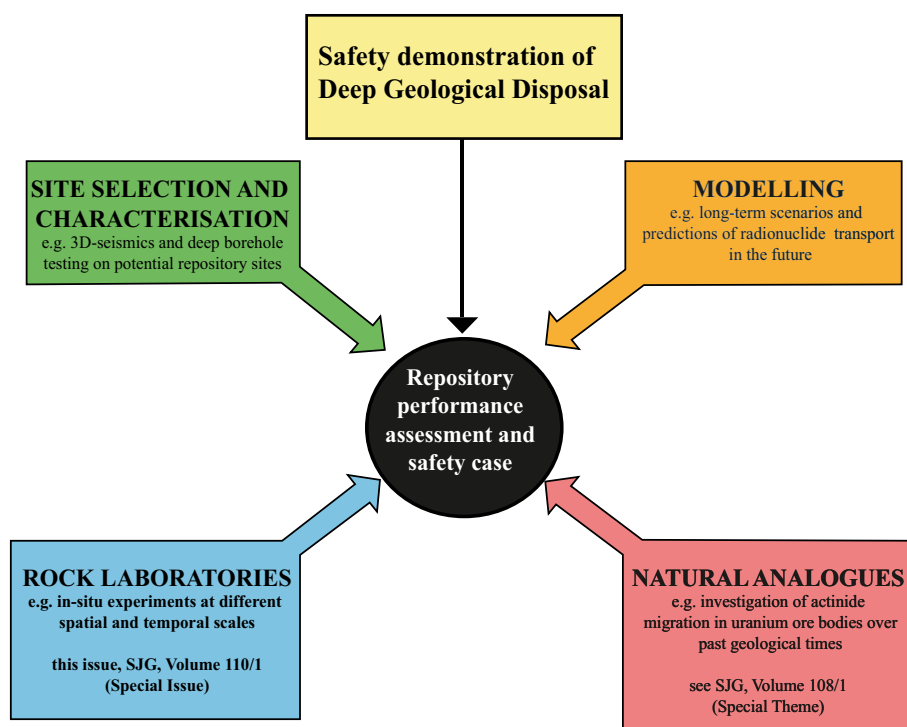 Safety demonstration of
Deep Geological Disposal
SITE SELECTION AND
CHARACTERISATION
e.g. 3D-seismics and deep borehole
testing on potential repository sites
MODELLING
e.g. long-term scenarios and
predictions of radionuclide transport
in the future
Repository
performance
assessment and
safety case
ROCK LABORATORIES
e.g. in-situ experiments at different
spatial and temporal scales
this issue, SJG, Volume 110/1
(Special Issue)
NATURAL ANALOGUES
e.g. investigation of actinide
migration in uranium ore bodies over
past geological times
see SJG, Volume 108/1
(Special Theme)